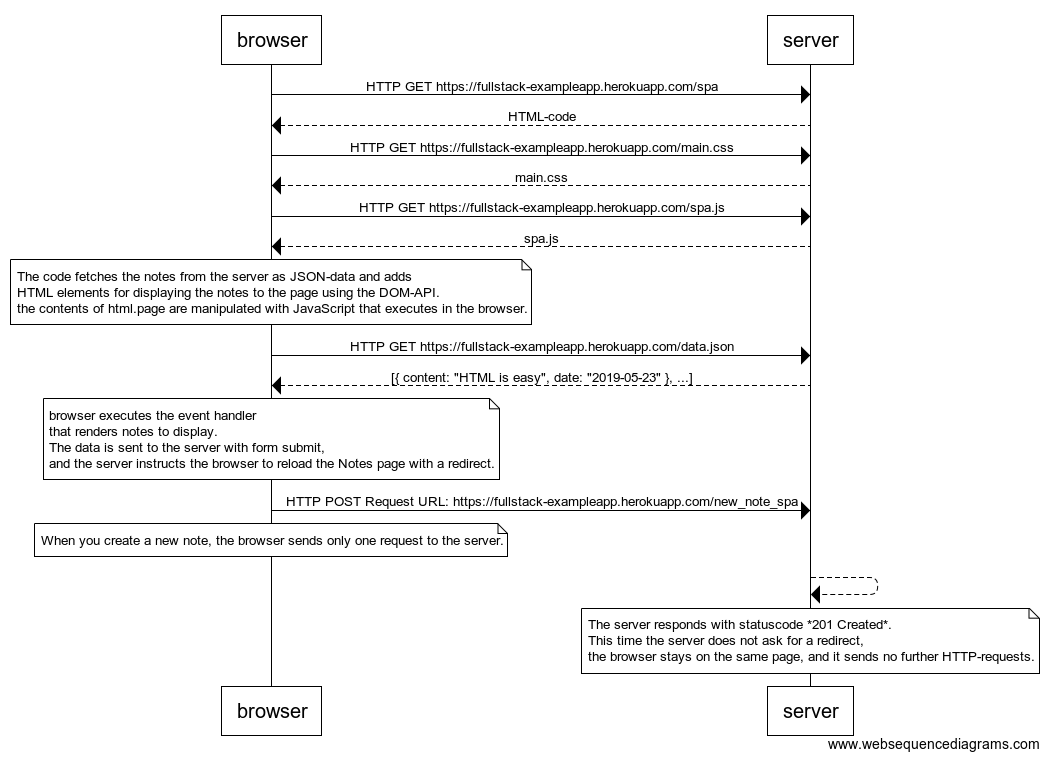 browser
server
HTTP GET https://fullstack-exampleapp.herokuapp.com/spa
HTML-code
HTTP GET https://fullstack-exampleapp.herokuapp.com/main.css
main.css
HTTP GET https://fullstack-exampleapp.herokuapp.com/spa.js
spa.js
The code fetches the notes from the server as JSON-data and adds
HTML elements for displaying the notes to the page using the DOM-API.
the contents of html.page are manipulated with JavaScript that executes in the browser.
HTTP GET https://fullstack-exampleapp.herokuapp.com/data.json
[{ content: "HTML is easy", date: "2019-05-23" }, ...]
browser executes the event handler
that renders notes to display.
The data is sent to the server with form submit,
and the server instructs the browser to reload the Notes page with a redirect.
HTTP POST Request URL: https://fullstack-exampleapp.herokuapp.com/new_note_spa
When you create a new note, the browser sends only one request to the server.
The server responds with statuscode *201 Created*.
This time the server does not ask for a redirect,
the browser stays on the same page, and it sends no further HTTP-requests.
browser
server
www.websequencediagrams.com